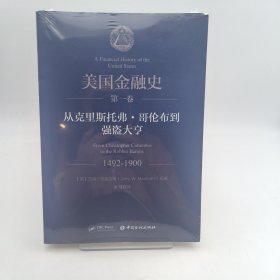 A Financial History of the
United States
美国金融史
第一卷
从克里斯托弗·哥伦布到
强盗大亨
From Christopher Columbus
to the Robber Barons
1492-1900